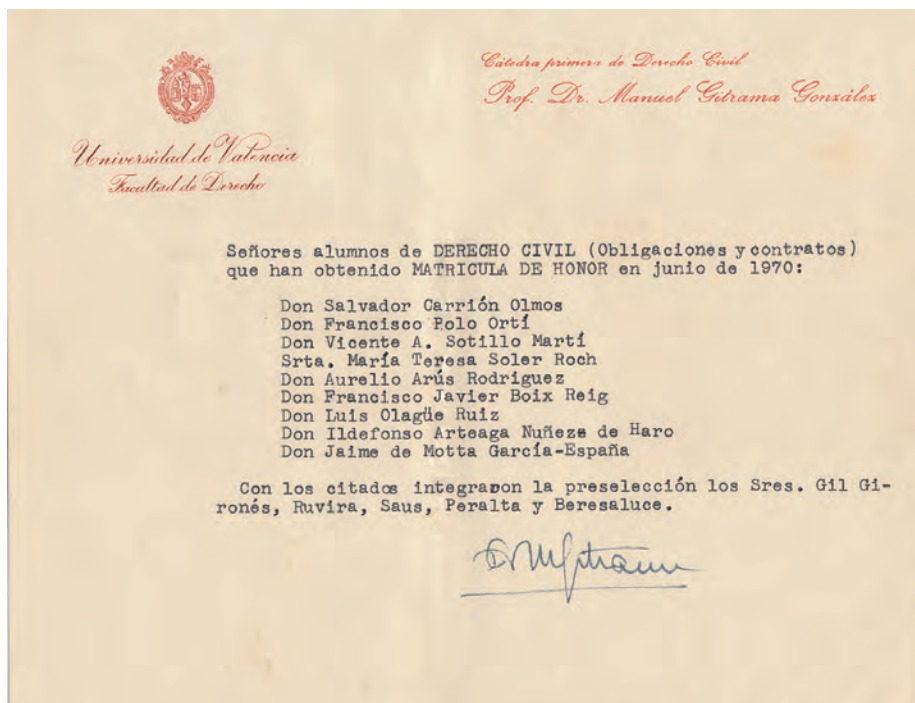 Cátedra primera de Derecho Civil
Prof. Dr. Manuel Gitrama González
Universidad de Valencia
Facultad de Derecho
Señores alumnos de DERECHO CIVIL (Obligaciones y contratos)
que han obtenido MATRICULA DE HONOR en junio de 1970:
Don Salvador Carrión Olmos
Don Francisco Polo Ortí
Don Vicente A. Sotillo Martí
Srta. María Teresa Soler Roch
Don Aurelio Arús Rodriguez
Don Francisco Javier Boix Reig
Don Luis Olagüe Ruiz
Don Ildefonso Arteaga Nuñeze de Haro
Don Jaime de Motta García-España
Con los citados integraron la preselección los Sres. Gil Gi-
ronés, Ruvira, Saus, Peralta y Beresaluce.